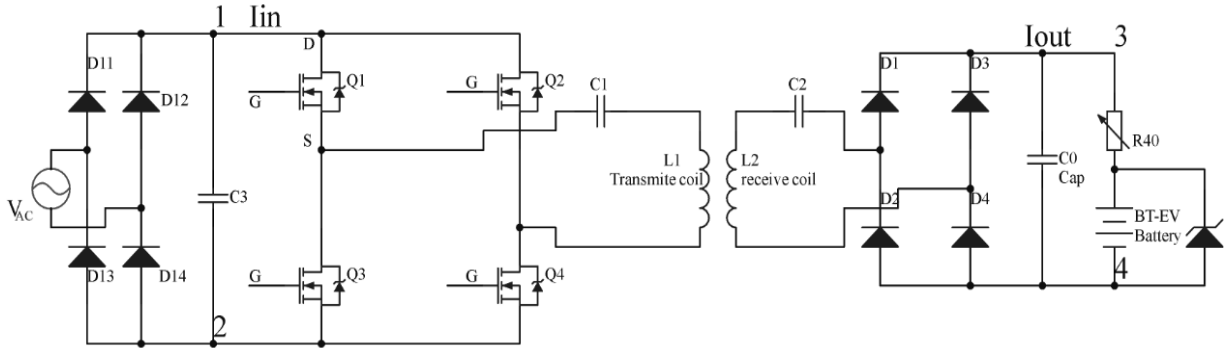 1 Iin
D
D11
Q1
Q2
D12
G
G
C1
S
V AC
C3
L1
Transmite coil
C2
L2
receive coil
D13
D14
G
Q3
G
Q4
2
D1
D3
Iout 3
R40
C0
Cap
D2
D4
BT-EV
Battery
4